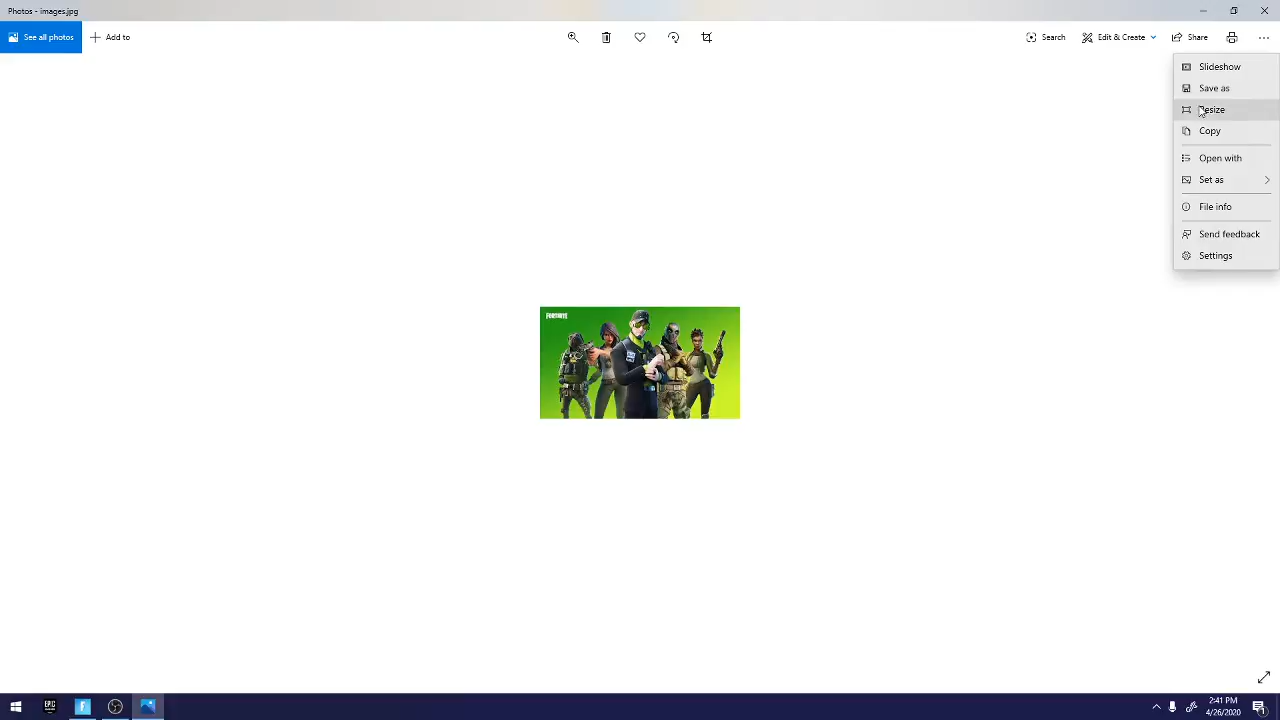 Photos - images.jpg
See all photos
Add to
Search
Edit & Create
Share
Slideshow
Save as
Resize
Copy
Open with
Set as
File info
Send feedback
Settings
FORTNITE
EPIC
2:41 PM
4/26/2020